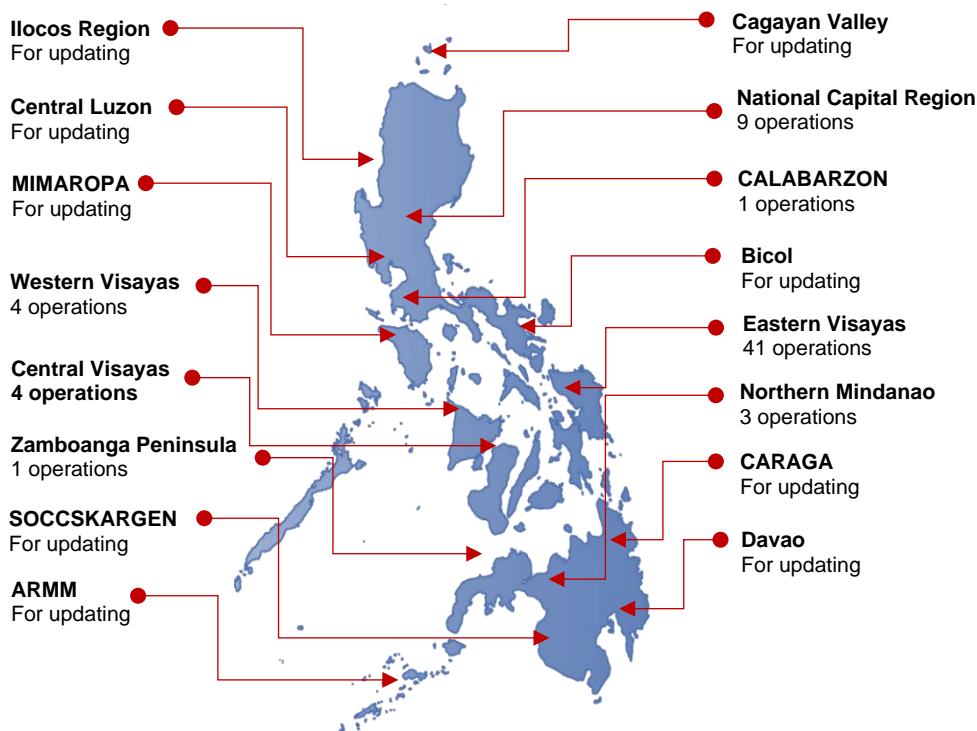 Ilocos Region
For updating
Central Luzon
For updating
MIMAROPA
For updating
Western Visayas
4 operations
Central Visayas
4 operations
Zamboanga Peninsula
1 operations
SOCCSKARGEN
For updating
ARMM
For updating
Cagayan Valley
For updating
National Capital Region
9 operations
CALABARZON
1 operations
Bicol
For updating
Eastern Visayas
41 operations
Northern Mindanao
3 operations
CARAGA
For updating
Davao
For updating